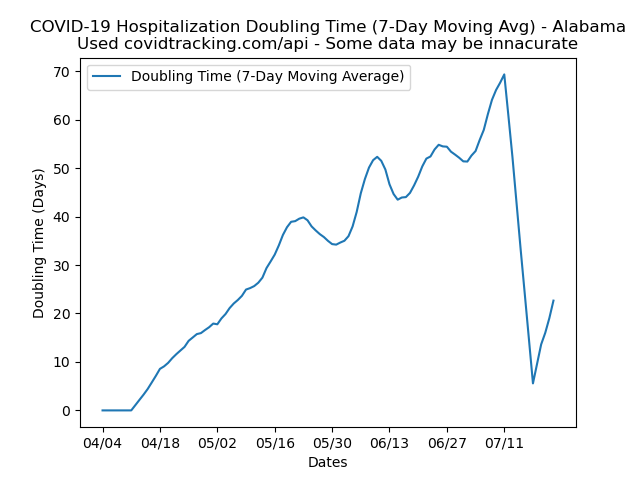 COVID-19 Hospitalization Doubling Time (7-Day Moving Avg) - Alabama
Used covidtracking.com/api - Some data may be innacurate
Doubling Time (7-Day Moving Average)
70
60
50
40
30
20
10
0
Doubling Time (Days)
04/04 04/18 05/02 05/16 05/30 06/13 06/27 07/11
Dates